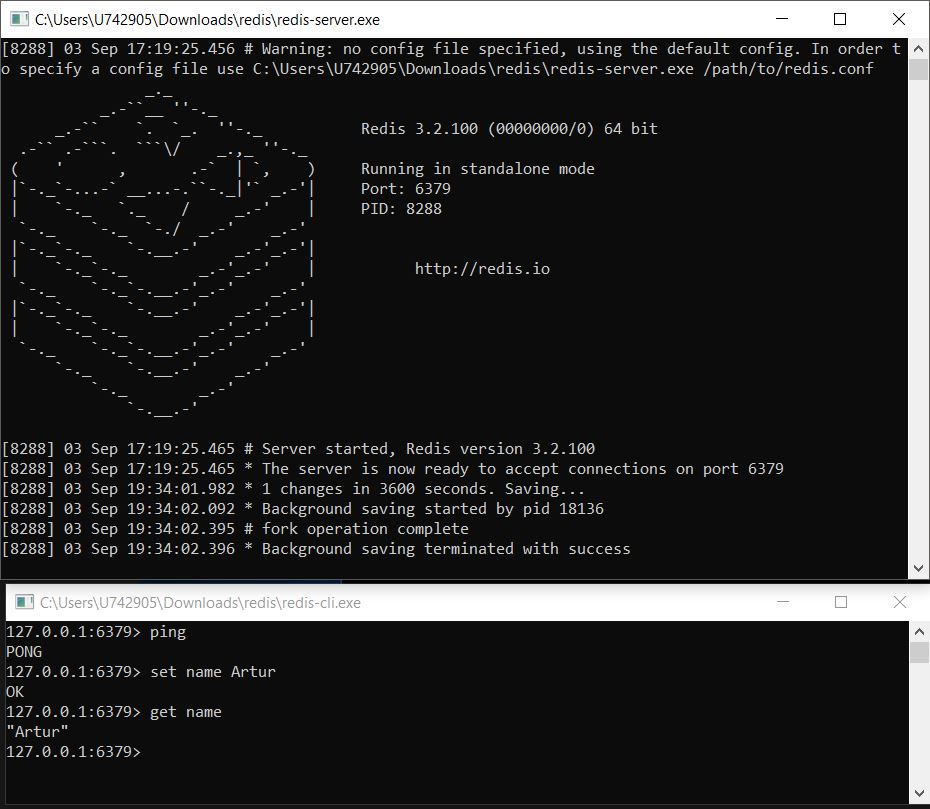 C:\Users\U742905\Downloads\redis\redis-server.exe
[8288] 03 Sep 17:19:25.456 # Warning: no config file specified, using the default config. In order t
o specify a config file use C:\Users\U742905\Downloads\redis\redis-server.exe /path/to/redis.conf
Redis 3.2.100 (00000000/0) 64 bit
Running in standalone mode
Port: 6379
PID: 8288
http://redis.io
[8288] 03 Sep 17:19:25.465 # Server started, Redis version 3.2.100
[8288] 03 Sep 17:19:25.465 * The server is now ready to accept connections on port 6379
[8288] 03 Sep 19:34:01.982 * 1 changes in 3600 seconds. Saving...
[8288] 03 Sep 19:34:02.092 * Background saving started by pid 18136
[8288] 03 Sep 19:34:02.395 # fork operation complete
[8288] 03 Sep 19:34:02.396 * Background saving terminated with success
C:\Users\U742905\Downloads\redis\redis-cli.exe
127.0.0.1:6379> ping
PONG
127.0.0.1:6379> set name Artur
OK
127.0.0.1:6379> get name
"Artur"
127.0.0.1:6379>